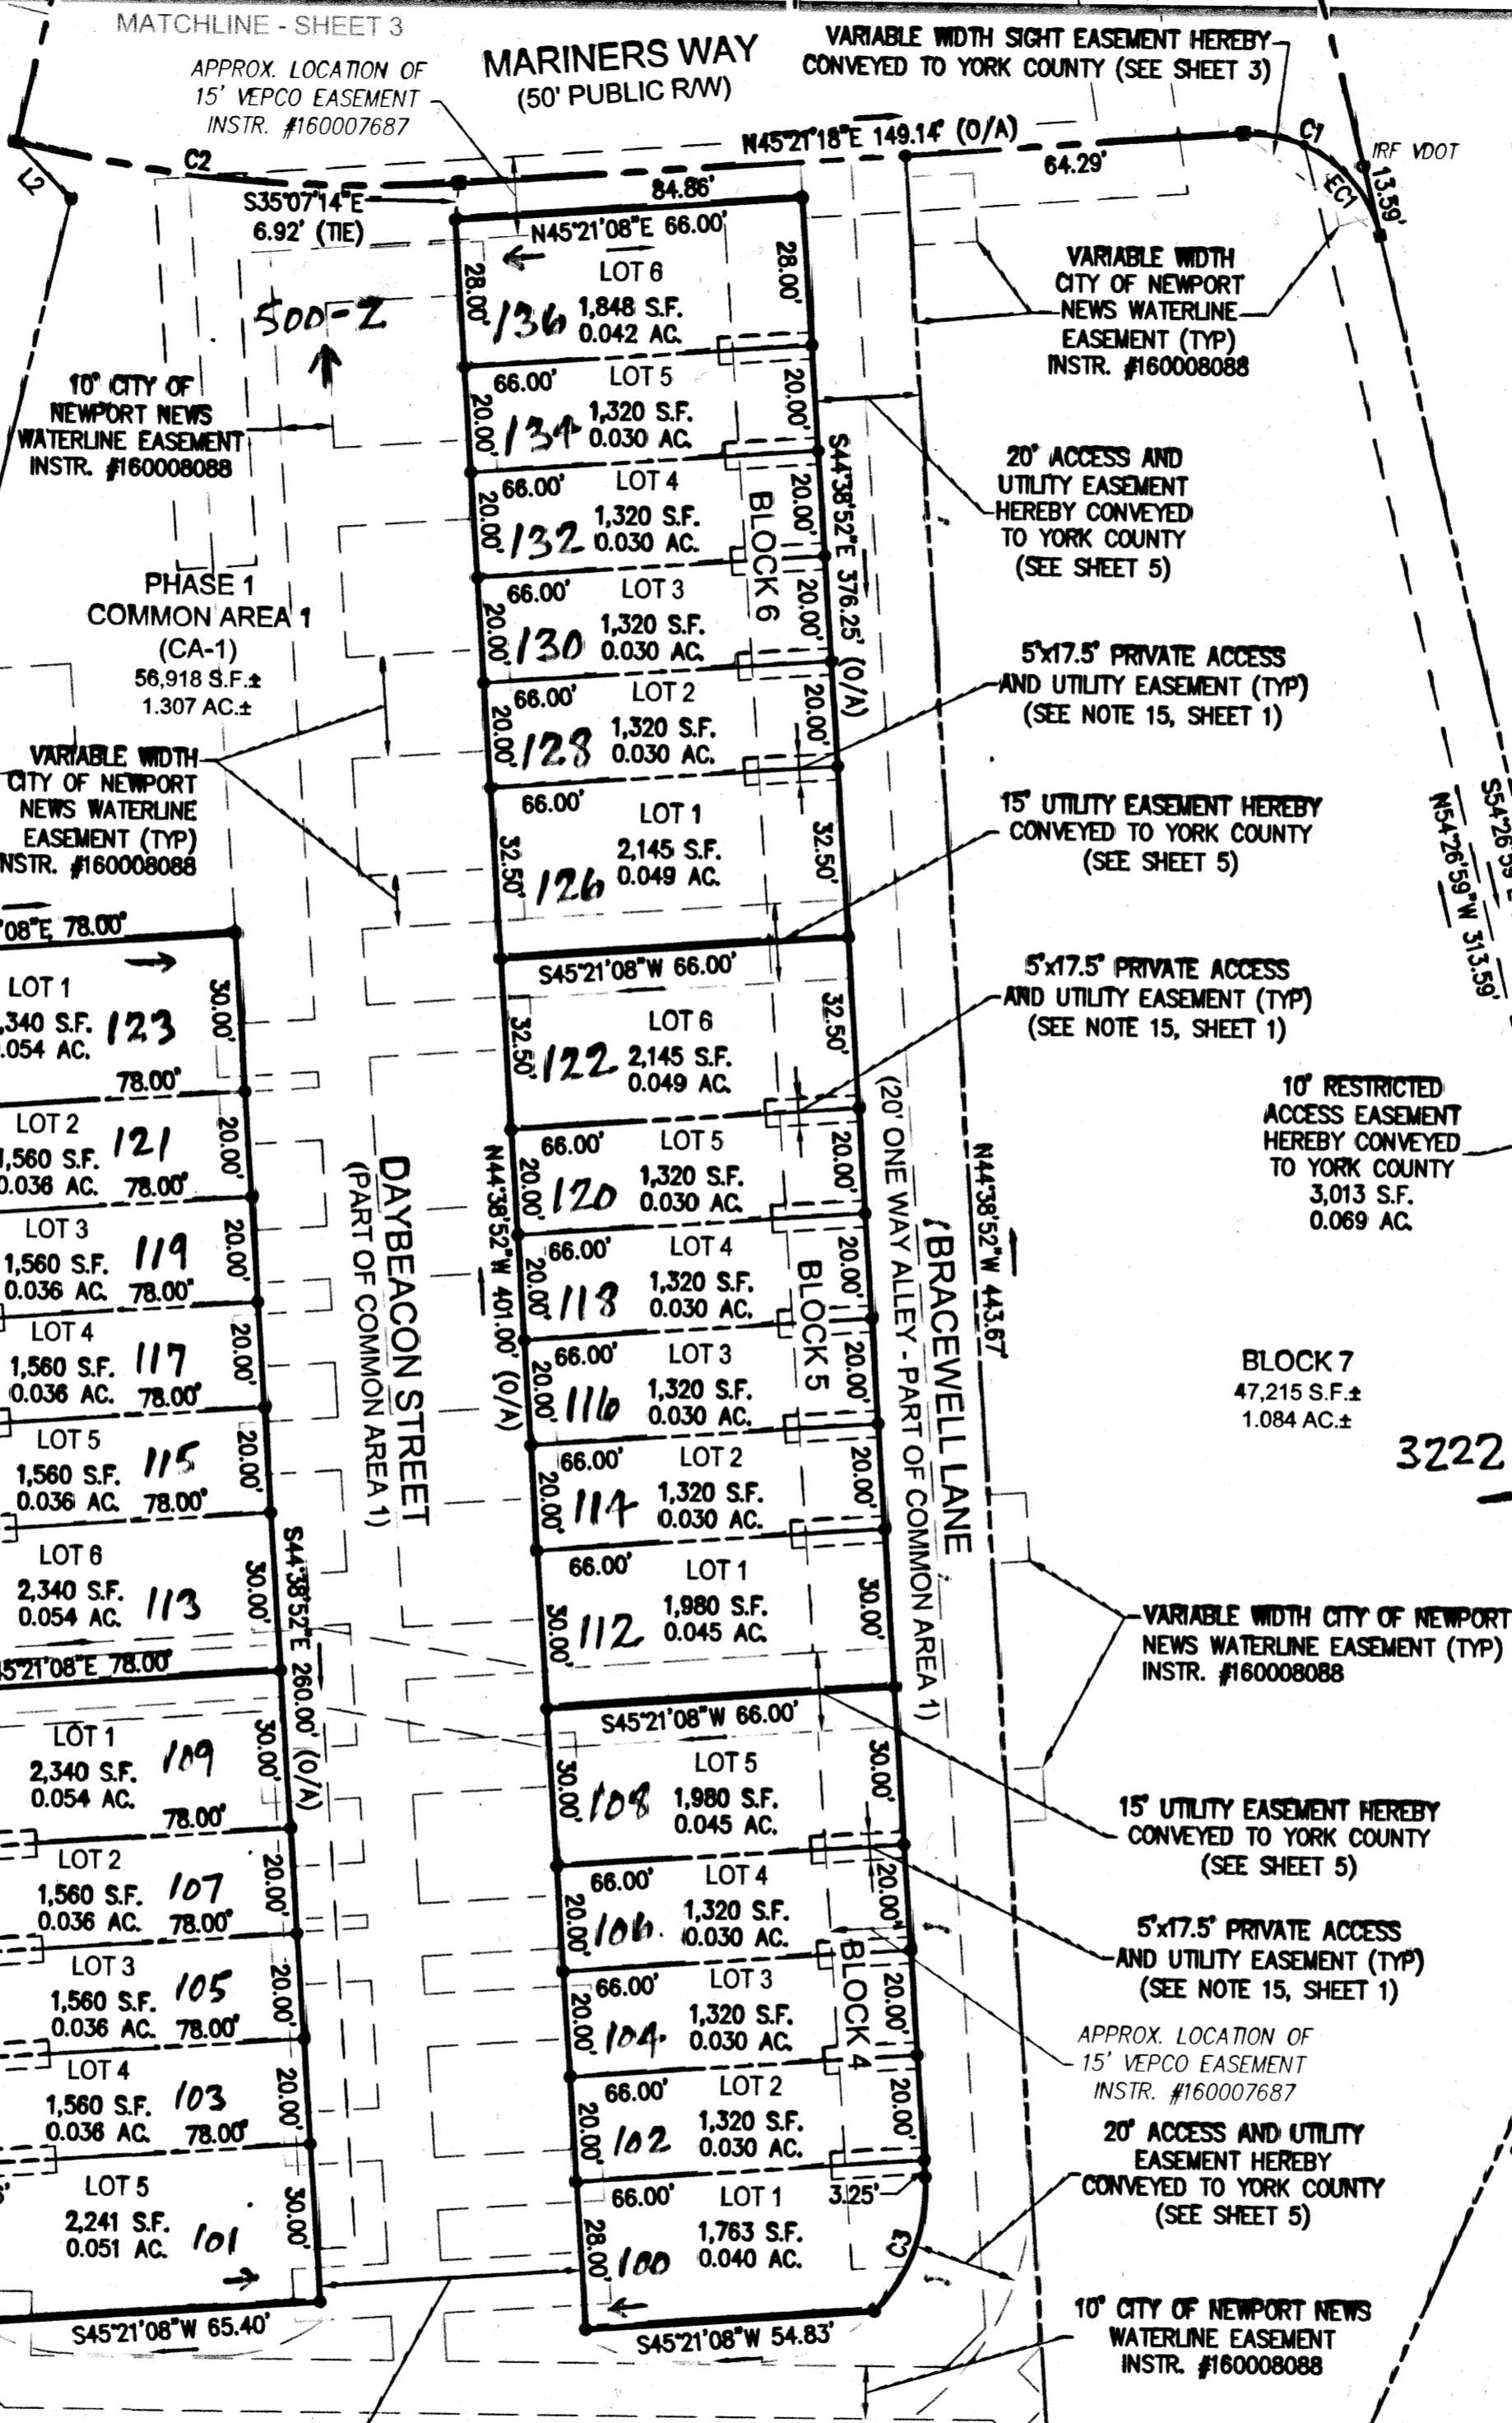 MATCHLINE - SHEET 3
MARINERS WAY
(50' PUBLIC R/W)
VARIABLE WIDTH SIGHT EASEMENT HEREBY
CONVEYED TO YORK COUNTY (SEE SHEET 3)
APPROX. LOCATION OF
15' VEPCO EASEMENT
INSTR. #160007687
N45°21'18"E 149.14' (O/A)
C2
L2
C1
EC1
IRF VDOT
13.59'
84.86'
64.29'
S35°07'14"E
6.92' (TIE)
500-Z
10' CITY OF
NEWPORT NEWS
WATERLINE EASEMENT
INSTR. #160008088
PHASE 1
COMMON AREA 1
(CA-1)
56,918 S.F.±
1.307 AC.±
VARIABLE WIDTH
CITY OF NEWPORT
NEWS WATERLINE
EASEMENT (TYP)
INSTR. #160008088
N45°21'08"E 66.00'
28.00'
28.00'
LOT 6
136 1,848 S.F.
0.042 AC.
66.00' LOT 5
20.00' 20.00'
134 1,320 S.F.
0.030 AC.
66.00' LOT 4
20.00' 20.00'
132 1,320 S.F.
0.030 AC.
66.00' LOT 3
20.00' 20.00'
130 1,320 S.F.
0.030 AC.
66.00' LOT 2
20.00' 20.00'
128 1,320 S.F.
0.030 AC.
66.00' LOT 1
32.50' 32.50'
126 2,145 S.F.
0.049 AC.
BLOCK 6
S44°38'52"E 376.25' (O/A)
S45°21'08"W 66.00'
LOT 6
32.50' 32.50'
122 2,145 S.F.
0.049 AC.
66.00' LOT 5
20.00' 20.00'
120 1,320 S.F.
0.030 AC.
66.00' LOT 4
20.00' 20.00'
118 1,320 S.F.
0.030 AC.
66.00' LOT 3
20.00' 20.00'
116 1,320 S.F.
0.030 AC.
66.00' LOT 2
20.00' 20.00'
114 1,320 S.F.
0.030 AC.
66.00' LOT 1
30.00' 30.00'
112 1,980 S.F.
0.045 AC.
BLOCK 5
N44°38'52"W 401.00' (O/A)
S45°21'08"W 66.00'
LOT 5
30.00' 30.00'
108 1,980 S.F.
0.045 AC.
66.00' LOT 4
20.00' 20.00'
106 1,320 S.F.
0.030 AC.
66.00' LOT 3
20.00' 20.00'
104 1,320 S.F.
0.030 AC.
66.00' LOT 2
20.00' 20.00'
102 1,320 S.F.
0.030 AC.
66.00' LOT 1
3.25'
28.00'
100 1,763 S.F.
0.040 AC.
C3
BLOCK 4
S45°21'08"W 54.83'
'08"E 78.00'
LOT 1
30.00'
,340 S.F. 123
.054 AC.
78.00'
LOT 2
20.00'
1,560 S.F. 121
0.036 AC. 78.00'
LOT 3
20.00'
1,560 S.F. 119
0.036 AC. 78.00'
LOT 4
20.00'
1,560 S.F. 117
0.036 AC. 78.00'
LOT 5
20.00'
1,560 S.F. 115
0.036 AC. 78.00'
LOT 6
30.00'
2,340 S.F. 113
0.054 AC.
45°21'08"E 78.00'
S44°38'52"E 260.00' (O/A)
LOT 1
30.00'
2,340 S.F. 109
0.054 AC.
78.00'
LOT 2
20.00'
1,560 S.F. 107
0.036 AC. 78.00'
LOT 3
20.00'
1,560 S.F. 105
0.036 AC. 78.00'
LOT 4
20.00'
1,560 S.F. 103
0.036 AC. 78.00'
LOT 5
30.00'
2,241 S.F. 101
0.051 AC.
S45°21'08"W 65.40'
DAYBEACON STREET
(PART OF COMMON AREA 1)
BRACEWELL LANE
(20' ONE WAY ALLEY - PART OF COMMON AREA 1)
N44°38'52"W 443.67'
VARIABLE WIDTH
CITY OF NEWPORT
NEWS WATERLINE
EASEMENT (TYP)
INSTR. #160008088
20' ACCESS AND
UTILITY EASEMENT
HEREBY CONVEYED
TO YORK COUNTY
(SEE SHEET 5)
5'x17.5' PRIVATE ACCESS
AND UTILITY EASEMENT (TYP)
(SEE NOTE 15, SHEET 1)
15' UTILITY EASEMENT HEREBY
CONVEYED TO YORK COUNTY
(SEE SHEET 5)
S54°26'59"E
N54°26'59"W 313.59'
5'x17.5' PRIVATE ACCESS
AND UTILITY EASEMENT (TYP)
(SEE NOTE 15, SHEET 1)
10' RESTRICTED
ACCESS EASEMENT
HEREBY CONVEYED
TO YORK COUNTY
3,013 S.F.
0.069 AC.
BLOCK 7
47,215 S.F.±
1.084 AC.±
3222
VARIABLE WIDTH CITY OF NEWPORT
NEWS WATERLINE EASEMENT (TYP)
INSTR. #160008088
15' UTILITY EASEMENT HEREBY
CONVEYED TO YORK COUNTY
(SEE SHEET 5)
5'x17.5' PRIVATE ACCESS
AND UTILITY EASEMENT (TYP)
(SEE NOTE 15, SHEET 1)
APPROX. LOCATION OF
15' VEPCO EASEMENT
INSTR. #160007687
20' ACCESS AND UTILITY
EASEMENT HEREBY
CONVEYED TO YORK COUNTY
(SEE SHEET 5)
10' CITY OF NEWPORT NEWS
WATERLINE EASEMENT
INSTR. #160008088